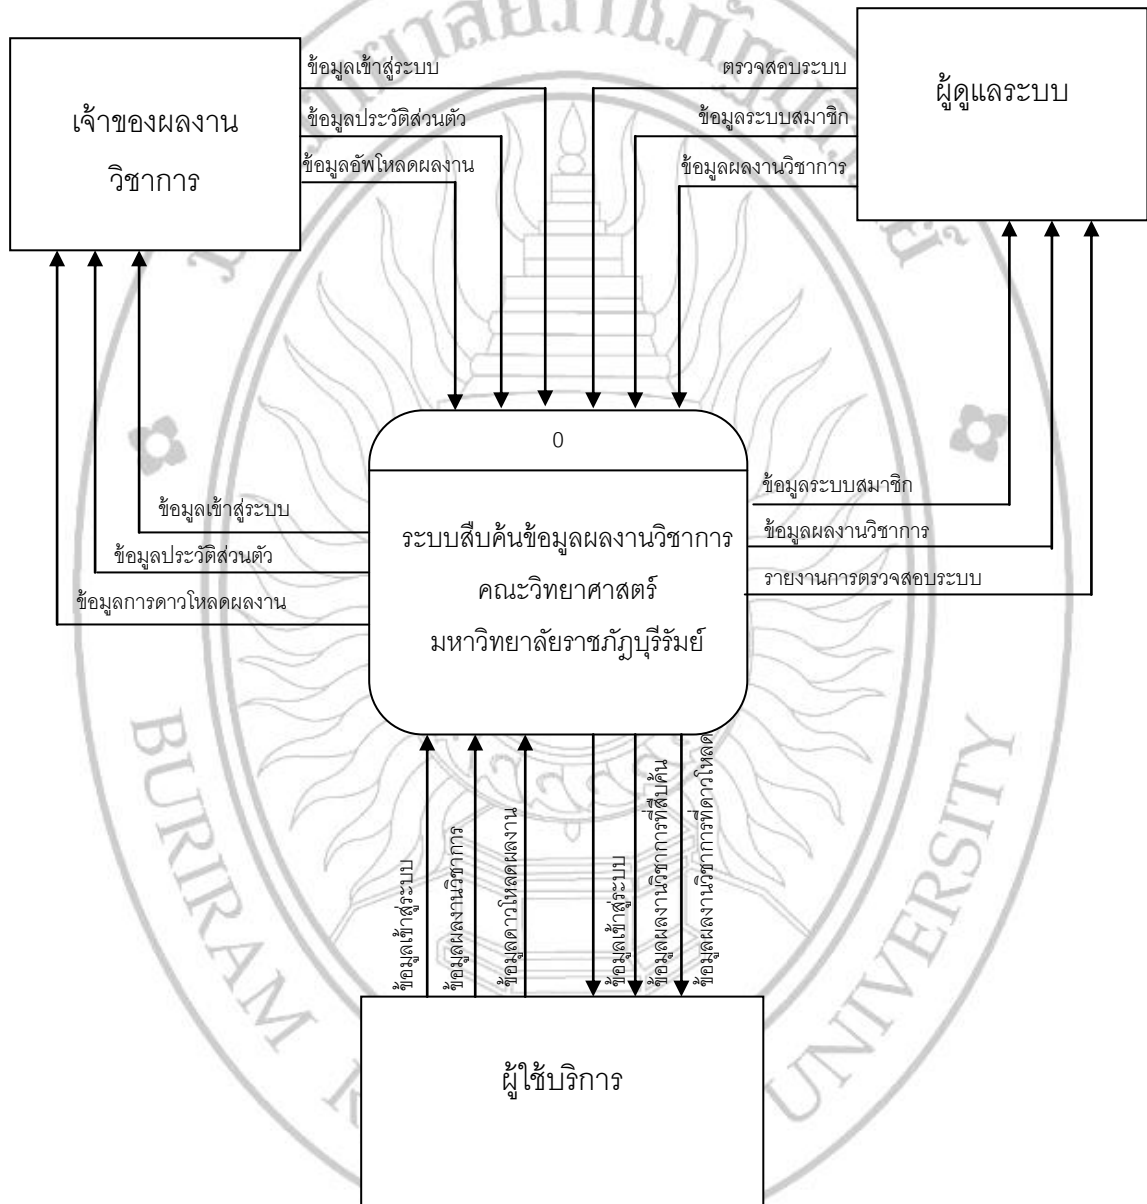 เจ้าของผลงาน
วิชาการ
ข้อมูลเข้าสู่ระบบ
ข้อมูลประวัติส่วนตัว
ข้อมูลอัพโหลดผลงาน
ตรวจสอบระบบ
ข้อมูลระบบสมาชิก
ข้อมูลผลงานวิชาการ
ผู้ดูแลระบบ
0
ระบบสืบค้นข้อมูลผลงานวิชาการ
คณะวิทยาศาสตร์
มหาวิทยาลัยราชภัฏบุรีรัมย์
ข้อมูลเข้าสู่ระบบ
ข้อมูลประวัติส่วนตัว
ข้อมูลการดาวโหลดผลงาน
ข้อมูลระบบสมาชิก
ข้อมูลผลงานวิชาการ
รายงานการตรวจสอบระบบ
ข้อมูลเข้าสู่ระบบ
ข้อมูลผลงานวิชาการ
ข้อมูลดาวโหลดผลงาน
ข้อมูลเข้าสู่ระบบ
ข้อมูลผลงานวิชาการที่สืบค้น
ข้อมูลผลงานวิชาการที่ดาวโหลด
ผู้ใช้บริการ
BURIRAM
UNIVERSITY